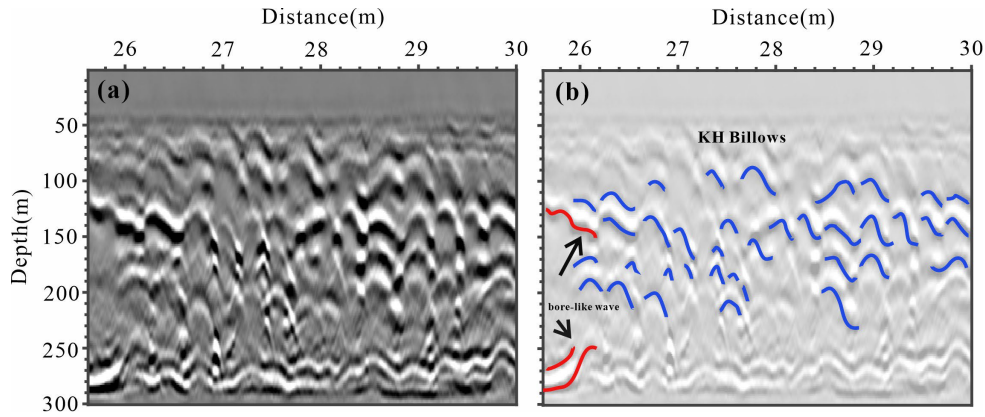 Distance(m)
26 27 28 29 30
(a)
Depth(m)
50
100
150
200
250
300
Distance(m)
26 27 28 29 30
(b)
KH Billows
bore-like wave